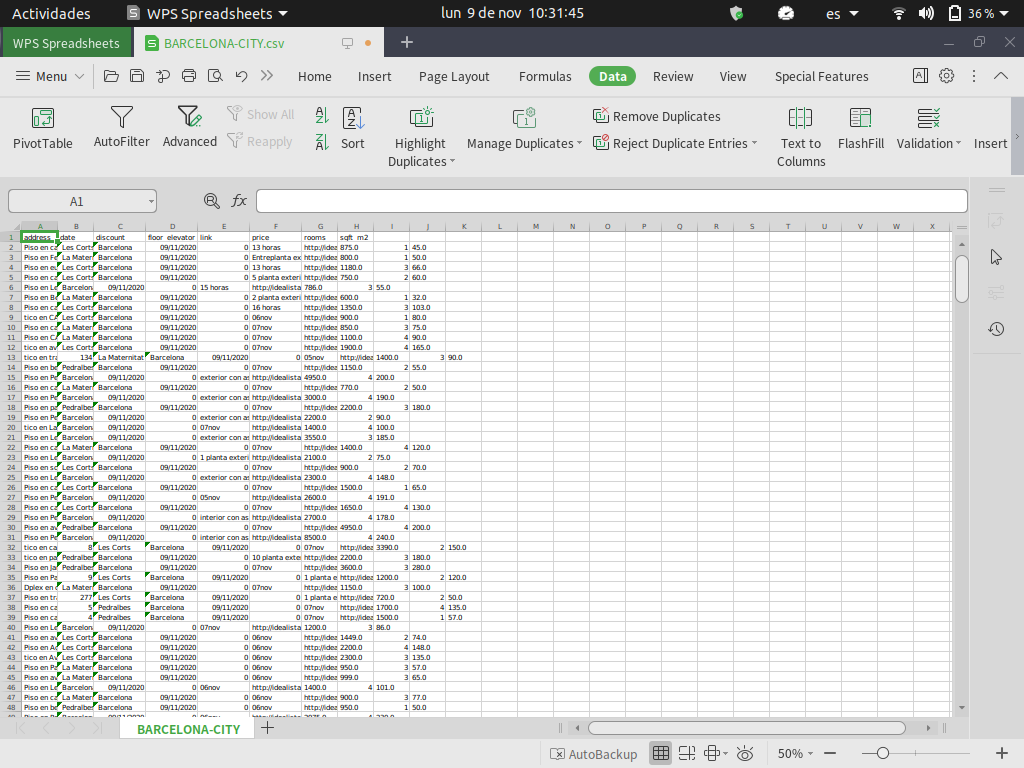 Actividades WPS Spreadsheets lun 9 de nov 10:31:45 es 36 %
WPS Spreadsheets BARCELONA-CITY.csv
Menu Home Insert Page Layout Formulas Data Review View Special Features
PivotTable AutoFilter Advanced Show All Reapply Sort Highlight Duplicates Manage Duplicates Remove Duplicates Reject Duplicate Entries Text to Columns FlashFill Validation Insert
A1 fx
A B C D E F G H I J K L M N O P Q R S T U V W X
1 address date discount floor_elevator link price rooms sqft_m2
2 Piso en ca Les Corts Barcelona 09/11/2020 0 13 horas http://idea 875.0 1 45.0
3 Piso en Fe La Mater Barcelona 09/11/2020 0 Entreplanta ex http://idea 800.0 1 50.0
4 Piso en eu Les Corts Barcelona 09/11/2020 0 13 horas http://idea 1180.0 3 66.0
5 Piso en ca Les Corts Barcelona 09/11/2020 0 5 planta exteri http://idea 750.0 2 60.0
6 Piso en Le Barcelona 09/11/2020 0 15 horas http://idealista 786.0 3 55.0
7 Piso en Be La Mater Barcelona 09/11/2020 0 2 planta exteri http://idea 600.0 1 32.0
8 Piso en ca Les Corts Barcelona 09/11/2020 0 16 horas http://idea 1350.0 3 103.0
9 tico en CA Les Corts Barcelona 09/11/2020 0 06nov http://idea 900.0 1 80.0
10 Piso en ca La Mater Barcelona 09/11/2020 0 07nov http://idea 850.0 3 75.0
11 Piso en CA La Mater Barcelona 09/11/2020 0 07nov http://idea 1100.0 4 90.0
12 tico en av Les Corts Barcelona 09/11/2020 0 07nov http://idea 1900.0 4 165.0
13 tico en tra 134 La Maternitat Barcelona 09/11/2020 0 05nov http://idea 1400.0 3 90.0
14 Piso en be Pedralbes Barcelona 09/11/2020 0 07nov http://idea 1150.0 2 55.0
15 Piso en Pe Barcelona 09/11/2020 0 exterior con as http://idealista 4950.0 4 200.0
16 Piso en ca La Mater Barcelona 09/11/2020 0 07nov http://idea 770.0 2 50.0
17 Piso en Pe Barcelona 09/11/2020 0 exterior con as http://idealista 3000.0 4 190.0
18 Piso en pa Pedralbes Barcelona 09/11/2020 0 07nov http://idea 2200.0 3 180.0
19 Piso en Pe Barcelona 09/11/2020 0 exterior con as http://idealista 2200.0 2 90.0
20 tico en La Barcelona 09/11/2020 0 07nov http://idealista 1400.0 4 100.0
21 Piso en Le Barcelona 09/11/2020 0 exterior con as http://idealista 3550.0 3 185.0
22 Piso en ca La Mater Barcelona 09/11/2020 0 07nov http://idea 1400.0 4 120.0
23 Piso en Le Barcelona 09/11/2020 0 1 planta exteri http://idealista 2100.0 2 75.0
24 Piso en so Les Corts Barcelona 09/11/2020 0 07nov http://idea 900.0 2 70.0
25 Piso en Le Barcelona 09/11/2020 0 exterior con as http://idealista 2300.0 4 148.0
26 Piso en ca Les Corts Barcelona 09/11/2020 0 07nov http://idea 1500.0 1 65.0
27 Piso en Pe Barcelona 09/11/2020 0 05nov http://idealista 2600.0 4 191.0
28 Piso en ca Les Corts Barcelona 09/11/2020 0 07nov http://idea 1650.0 4 130.0
29 Piso en Pe Barcelona 09/11/2020 0 interior con as http://idealista 2700.0 4 178.0
30 Piso en av Pedralbes Barcelona 09/11/2020 0 07nov http://idea 4950.0 4 200.0
31 Piso en Pe Barcelona 09/11/2020 0 interior con as http://idealista 8500.0 4 240.0
32 tico en ca 8 Les Corts Barcelona 09/11/2020 0 07nov http://idea 3390.0 2 150.0
33 tico en pa Pedralbes Barcelona 09/11/2020 0 10 planta exte http://idea 2200.0 3 180.0
34 Piso en Ja Pedralbes Barcelona 09/11/2020 0 07nov http://idea 3600.0 3 280.0
35 Piso en Pa 9 Les Corts Barcelona 09/11/2020 0 1 planta e http://idea 1200.0 2 120.0
36 Dplex en La Mater Barcelona 09/11/2020 0 07nov http://idea 1150.0 3 100.0
37 Piso en tra 277 Les Corts Barcelona 09/11/2020 0 1 planta e http://idea 720.0 2 50.0
38 Piso en ca 5 Pedralbes Barcelona 09/11/2020 0 07nov http://idea 1700.0 4 135.0
39 Piso en ca 4 Pedralbes Barcelona 09/11/2020 0 07nov http://idea 1500.0 1 57.0
40 Piso en Le Barcelona 09/11/2020 0 07nov http://idealista 1200.0 3 86.0
41 Piso en av Les Corts Barcelona 09/11/2020 0 06nov http://idea 1449.0 2 74.0
42 Piso en Av Les Corts Barcelona 09/11/2020 0 06nov http://idea 2200.0 4 148.0
43 tico en Av Les Corts Barcelona 09/11/2020 0 06nov http://idea 2300.0 3 135.0
44 Piso en Pa La Mater Barcelona 09/11/2020 0 06nov http://idea 950.0 3 57.0
45 Piso en av La Mater Barcelona 09/11/2020 0 06nov http://idea 999.0 3 65.0
46 Piso en Le Barcelona 09/11/2020 0 06nov http://idealista 1400.0 4 101.0
47 Piso en ca La Mater Barcelona 09/11/2020 0 06nov http://idea 900.0 3 77.0
48 Piso en be Pedralbes Barcelona 09/11/2020 0 06nov http://idea 950.0 1 50.0
BARCELONA-CITY
AutoBackup 50%